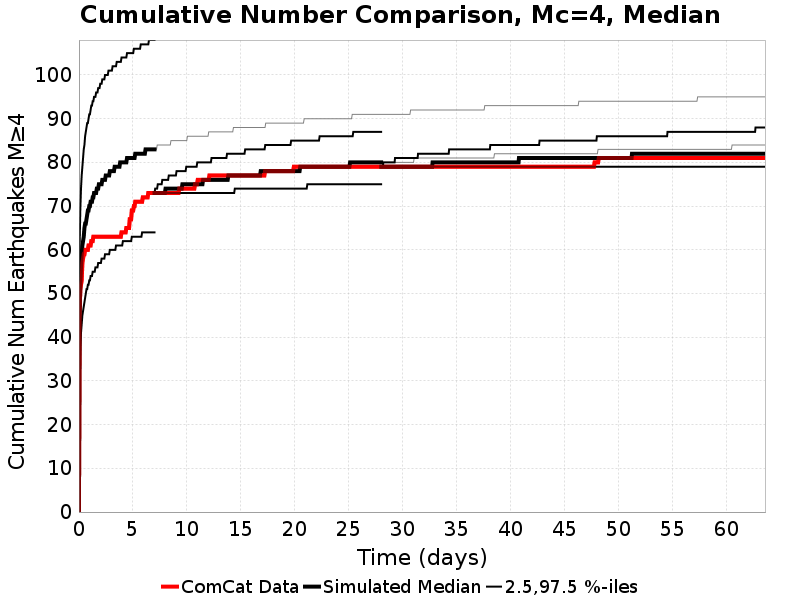 Cumulative Number Comparison, Mc=4, Median
Cumulative Num Earthquakes M≥4
100
90
80
70
60
50
40
30
20
10
0
0 5 10 15 20 25 30 35 40 45 50 55 60
Time (days)
ComCat Data Simulated Median 2.5,97.5 %-iles